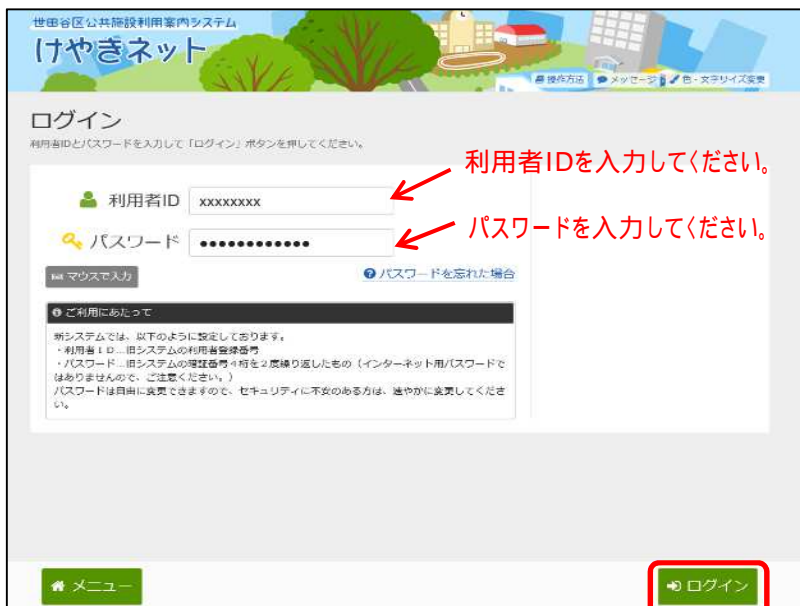 世田谷区公共施設利用案内システム
けやきネット
操作方法 メッセージ 色・文字サイズ変更
ログイン
利用者IDとパスワードを入力して「ログイン」ボタンを押してください。
利用者IDを入力してください。
利用者ID xxxxxxxx
パスワードを入力してください。
パスワード ●●●●●●●●●●●●
マウスで入力 パスワードを忘れた場合
ご利用にあたって
新システムでは、以下のように設定しております。
・利用者ID…旧システムの利用者登録番号
・パスワード…旧システムの暗証番号4桁を2度繰り返したもの（インターネット用パスワードで
はありませんので、ご注意ください。）
パスワードは自由に変更できますので、セキュリティに不安のある方は、速やかに変更してくださ
い。
メニュー
ログイン